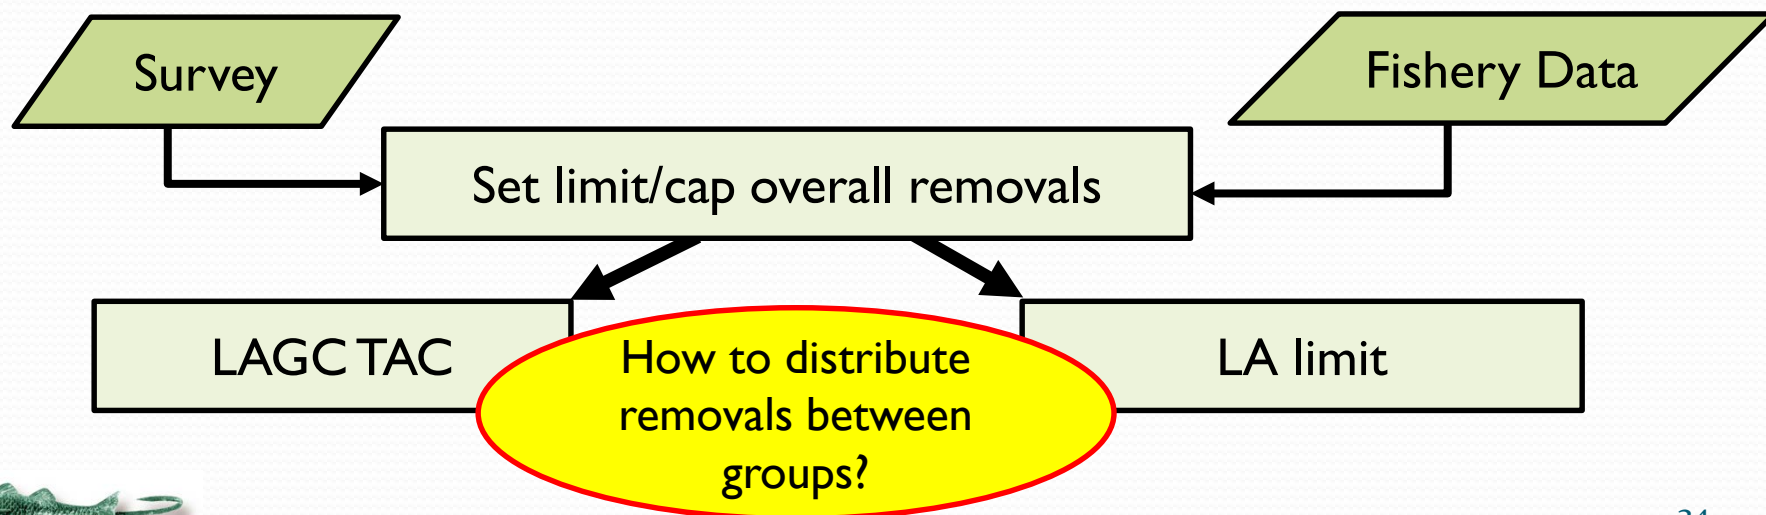 Survey
Fishery Data
Set limit/cap overall removals
LAGC TAC
How to distribute
removals between
groups?
LA limit